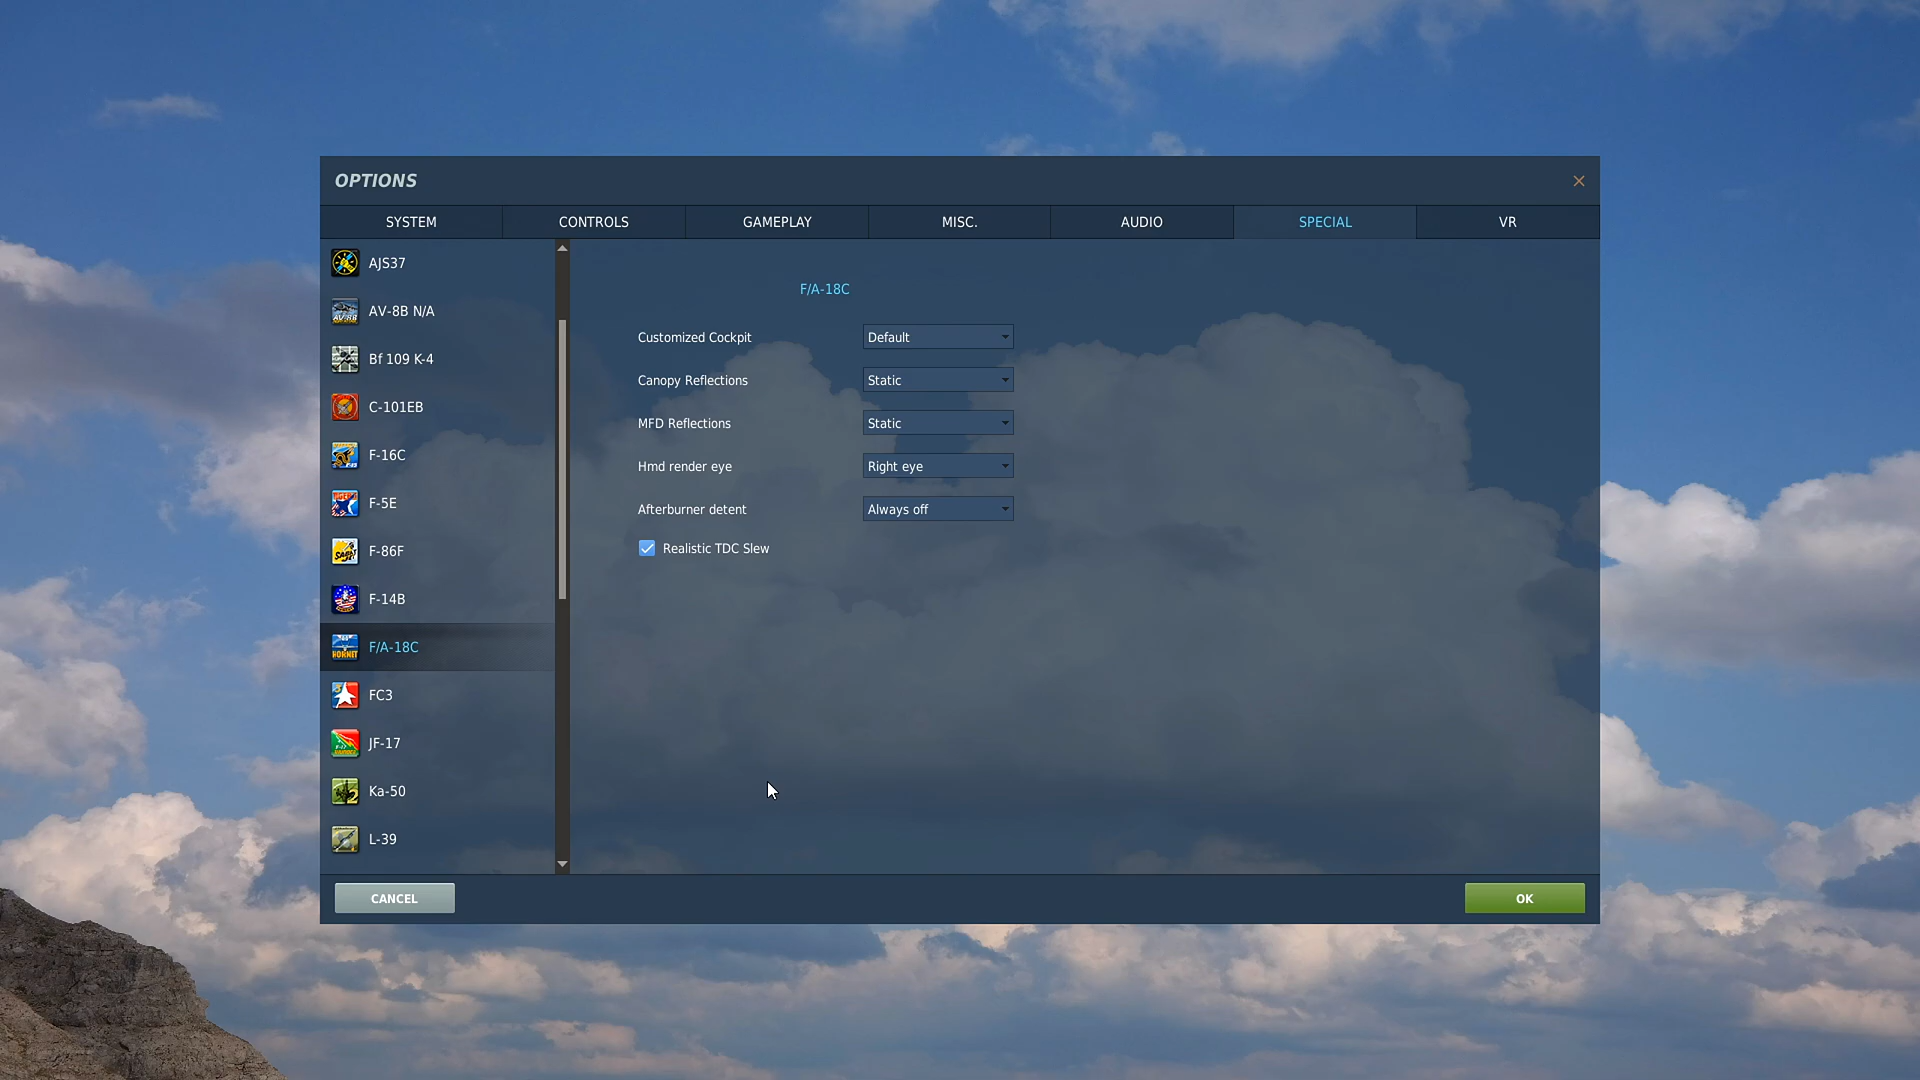 OPTIONS
SYSTEM CONTROLS GAMEPLAY MISC. AUDIO SPECIAL VR
AJS37
AV-8B N/A
Bf 109 K-4
C-101EB
F-16C
F-5E
F-86F
F-14B
F/A-18C
FC3
JF-17
Ka-50
L-39
F/A-18C
Customized Cockpit Default
Canopy Reflections Static
MFD Reflections Static
Hmd render eye Right eye
Afterburner detent Always off
Realistic TDC Slew
CANCEL OK